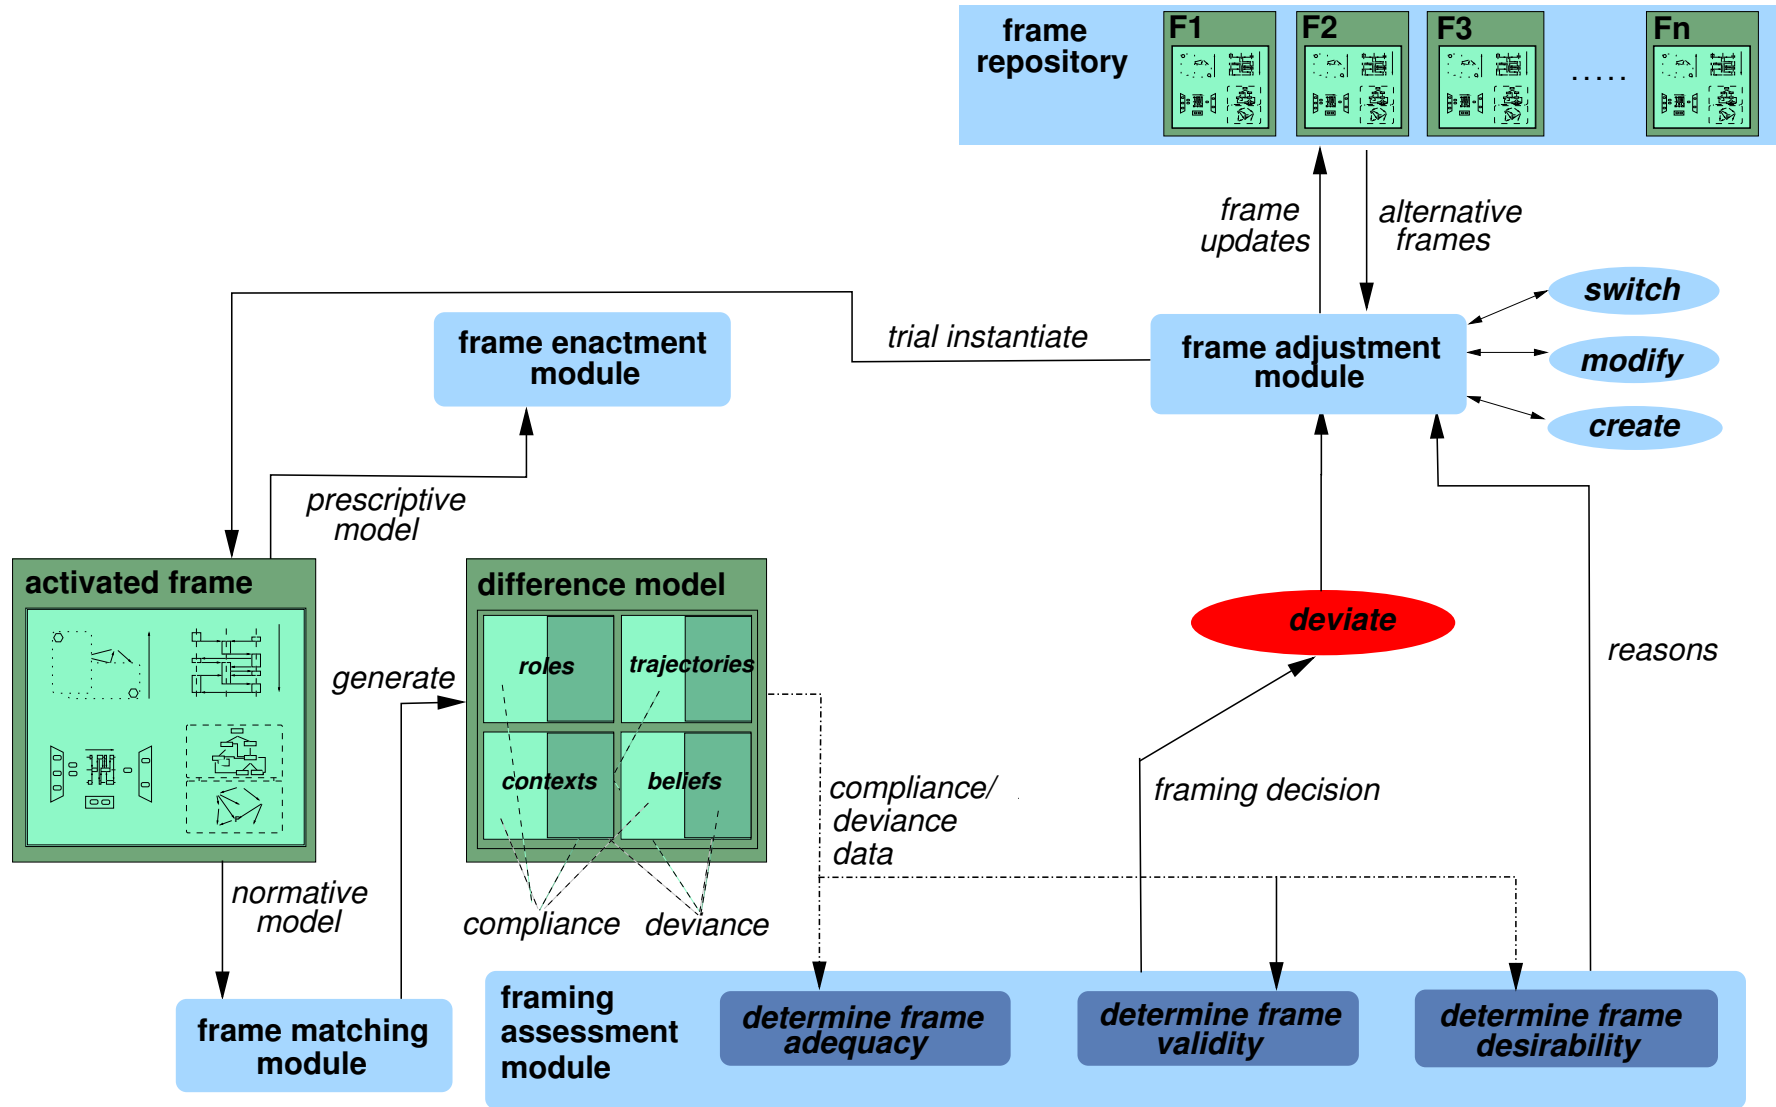 frame
repository
F1
F2
F3
.....
Fn
frame
updates
alternative
frames
switch
modify
create
trial instantiate
frame adjustment
module
frame enactment
module
prescriptive
model
activated frame
difference model
roles
trajectories
contexts
beliefs
generate
deviate
reasons
compliance/
deviance
data
framing decision
normative
model
compliance
deviance
frame matching
module
framing
assessment
module
determine frame
adequacy
determine frame
validity
determine frame
desirability